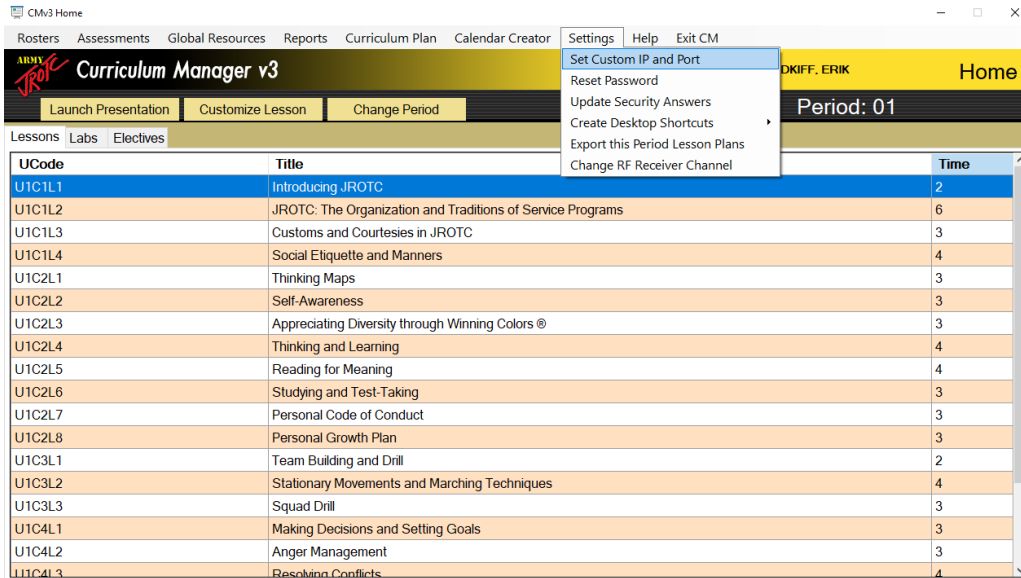 CMv3 Home
Rosters Assessments Global Resources Reports Curriculum Plan Calendar Creator Settings Help Exit CM
ARMY JROTC Curriculum Manager v3
Set Custom IP and Port
DKIFF, ERIK Home
Reset Password
Launch Presentation Customize Lesson Change Period
Update Security Answers
Period: 01
Create Desktop Shortcuts
Lessons Labs Electives
Export this Period Lesson Plans
Change RF Receiver Channel
UCode Title Time
U1C1L1 Introducing JROTC 2
U1C1L2 JROTC: The Organization and Traditions of Service Programs 6
U1C1L3 Customs and Courtesies in JROTC 3
U1C1L4 Social Etiquette and Manners 4
U1C2L1 Thinking Maps 3
U1C2L2 Self-Awareness 3
U1C2L3 Appreciating Diversity through Winning Colors ® 3
U1C2L4 Thinking and Learning 4
U1C2L5 Reading for Meaning 4
U1C2L6 Studying and Test-Taking 3
U1C2L7 Personal Code of Conduct 3
U1C2L8 Personal Growth Plan 3
U1C3L1 Team Building and Drill 2
U1C3L2 Stationary Movements and Marching Techniques 4
U1C3L3 Squad Drill 3
U1C4L1 Making Decisions and Setting Goals 3
U1C4L2 Anger Management 3
U1C4L3 Resolving Conflicts 4